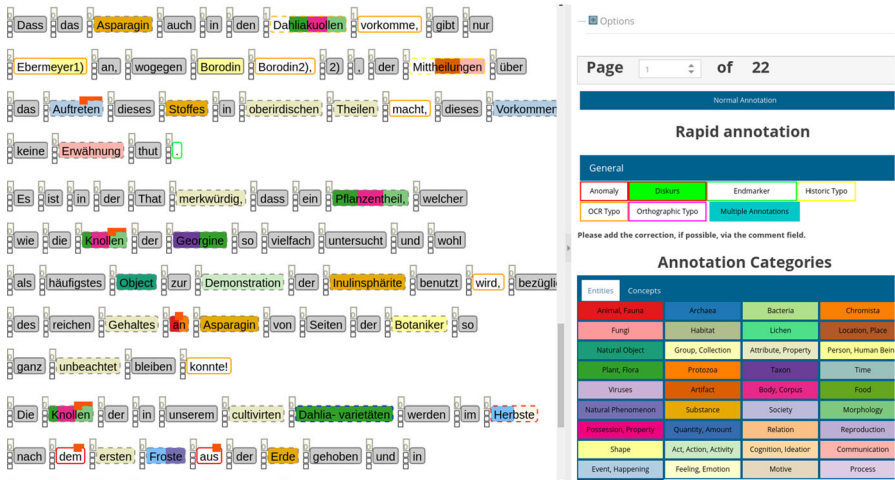 Dass das Asparagin auch in den Dahliakuollen vorkomme, gibt nur
Ebermeyer1) an, wogegen Borodin Borodin2), 2) , der Mittheilungen über
das Auftreten dieses Stoffes in oberirdischen Theilen macht, dieses Vorkommen
keine Erwähnung thut .
Es ist in der That merkwürdig, dass ein Pflanzentheil, welcher
wie die Knollen der Georgine so vielfach untersucht und wohl
als häufigstes Object zur Demonstration der Inulinsphärite benutzt wird, bezüglic
des reichen Gehaltes än Asparagin von Seiten der Botaniker so
ganz unbeachtet bleiben konnte!
Die Knollen der in unserem cultivirten Dahlia- varietäten werden im Herbste
nach dem ersten Froste aus der Erde gehoben und in
Options
Page 1 of 22
Normal Annotation
Rapid annotation
General
Anomaly Diskurs Endmarker Historic Typo
OCR Typo Orthographic Typo Multiple Annotations
Please add the correction, if possible, via the comment field.
Annotation Categories
Entities Concepts
Animal, Fauna Archaea Bacteria Chromista
Fungi Habitat Lichen Location, Place
Natural Object Group, Collection Attribute, Property Person, Human Bein
Plant, Flora Protozoa Taxon Time
Viruses Artifact Body, Corpus Food
Natural Phenomenon Substance Society Morphology
Possession, Property Quantity, Amount Relation Reproduction
Shape Act, Action, Activity Cognition, Ideation Communication
Event, Happening Feeling, Emotion Motive Process